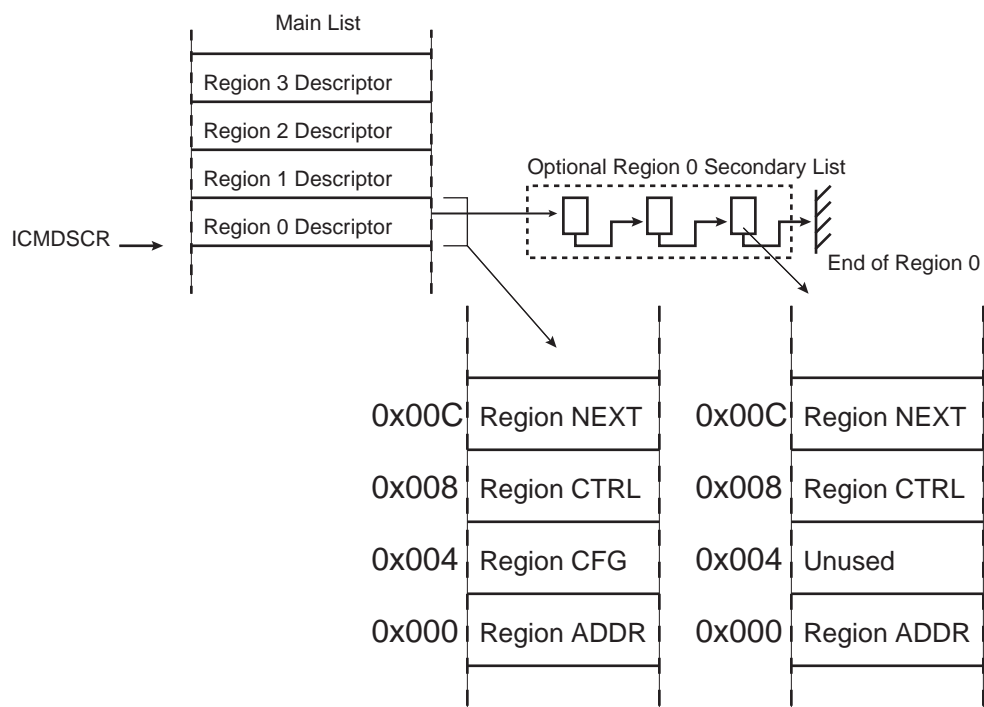 Main List
Region 3 Descriptor
Region 2 Descriptor
Region 1 Descriptor
Region 0 Descriptor
ICMDSCR
Optional Region 0 Secondary List
End of Region 0
0x00C Region NEXT
0x008 Region CTRL
0x004 Region CFG
0x000 Region ADDR
0x00C Region NEXT
0x008 Region CTRL
0x004 Unused
0x000 Region ADDR